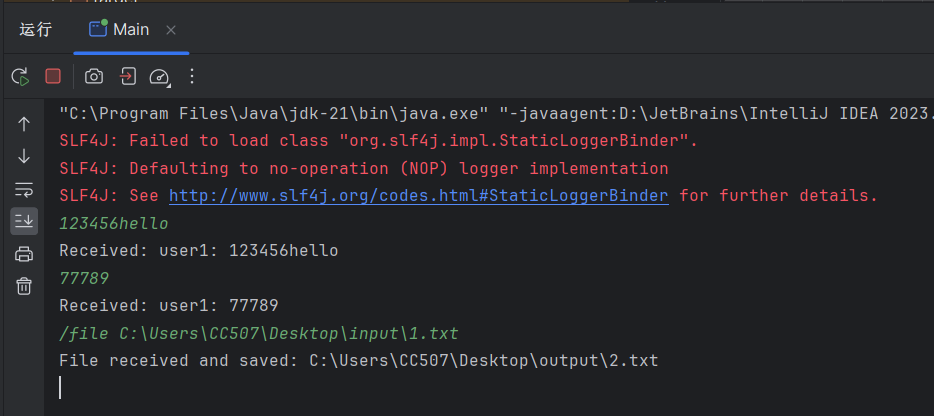 运行 Main
"C:\Program Files\Java\jdk-21\bin\java.exe" "-javaagent:D:\JetBrains\IntelliJ IDEA 2023.
SLF4J: Failed to load class "org.slf4j.impl.StaticLoggerBinder".
SLF4J: Defaulting to no-operation (NOP) logger implementation
SLF4J: See http://www.slf4j.org/codes.html#StaticLoggerBinder for further details.
123456hello
Received: user1: 123456hello
77789
Received: user1: 77789
/file C:\Users\CC507\Desktop\input\1.txt
File received and saved: C:\Users\CC507\Desktop\output\2.txt